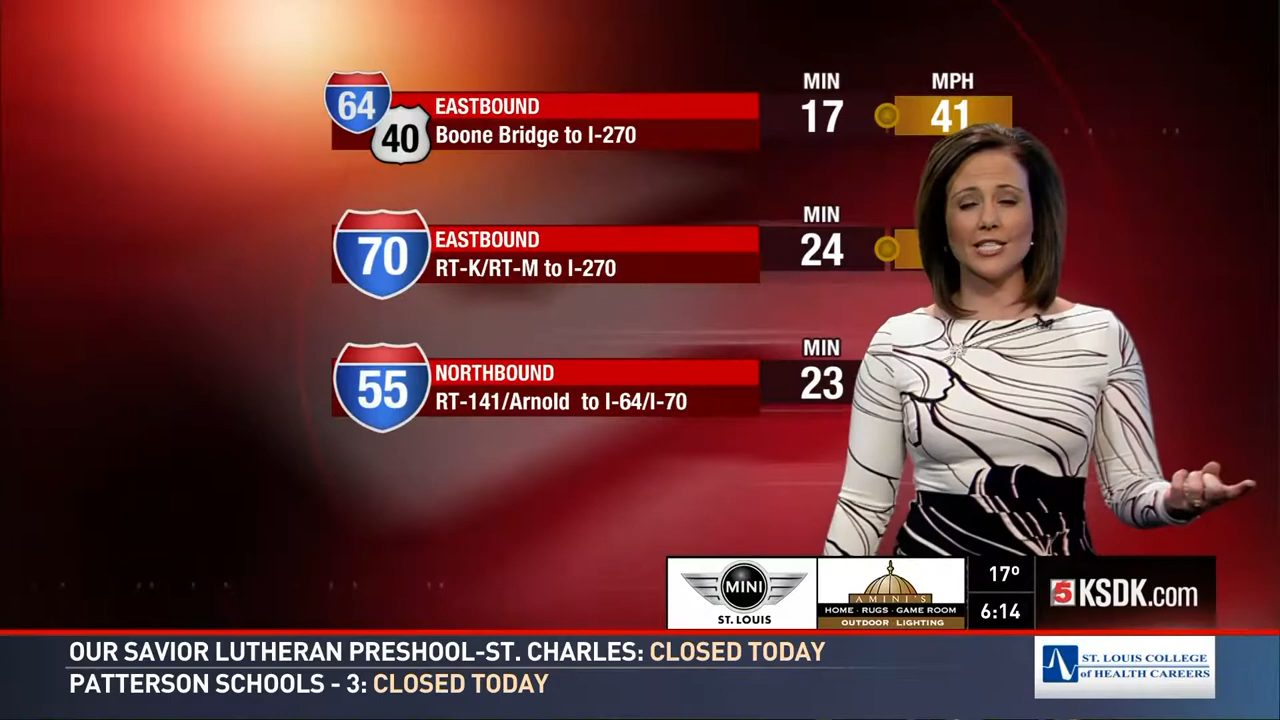 MIN MPH
64 EASTBOUND 17 41
40 Boone Bridge to I-270
MIN
70 EASTBOUND 24
RT-K/RT-M to I-270
MIN
55 NORTHBOUND 23
RT-141/Arnold to I-64/I-70
MINI
ST. LOUIS
AMINI'S
HOME · RUGS · GAME ROOM
OUTDOOR LIGHTING
17º
6:14
5 KSDK.com
OUR SAVIOR LUTHERAN PRESHOOL-ST. CHARLES: CLOSED TODAY
PATTERSON SCHOOLS - 3: CLOSED TODAY
ST. LOUIS COLLEGE
of HEALTH CAREERS